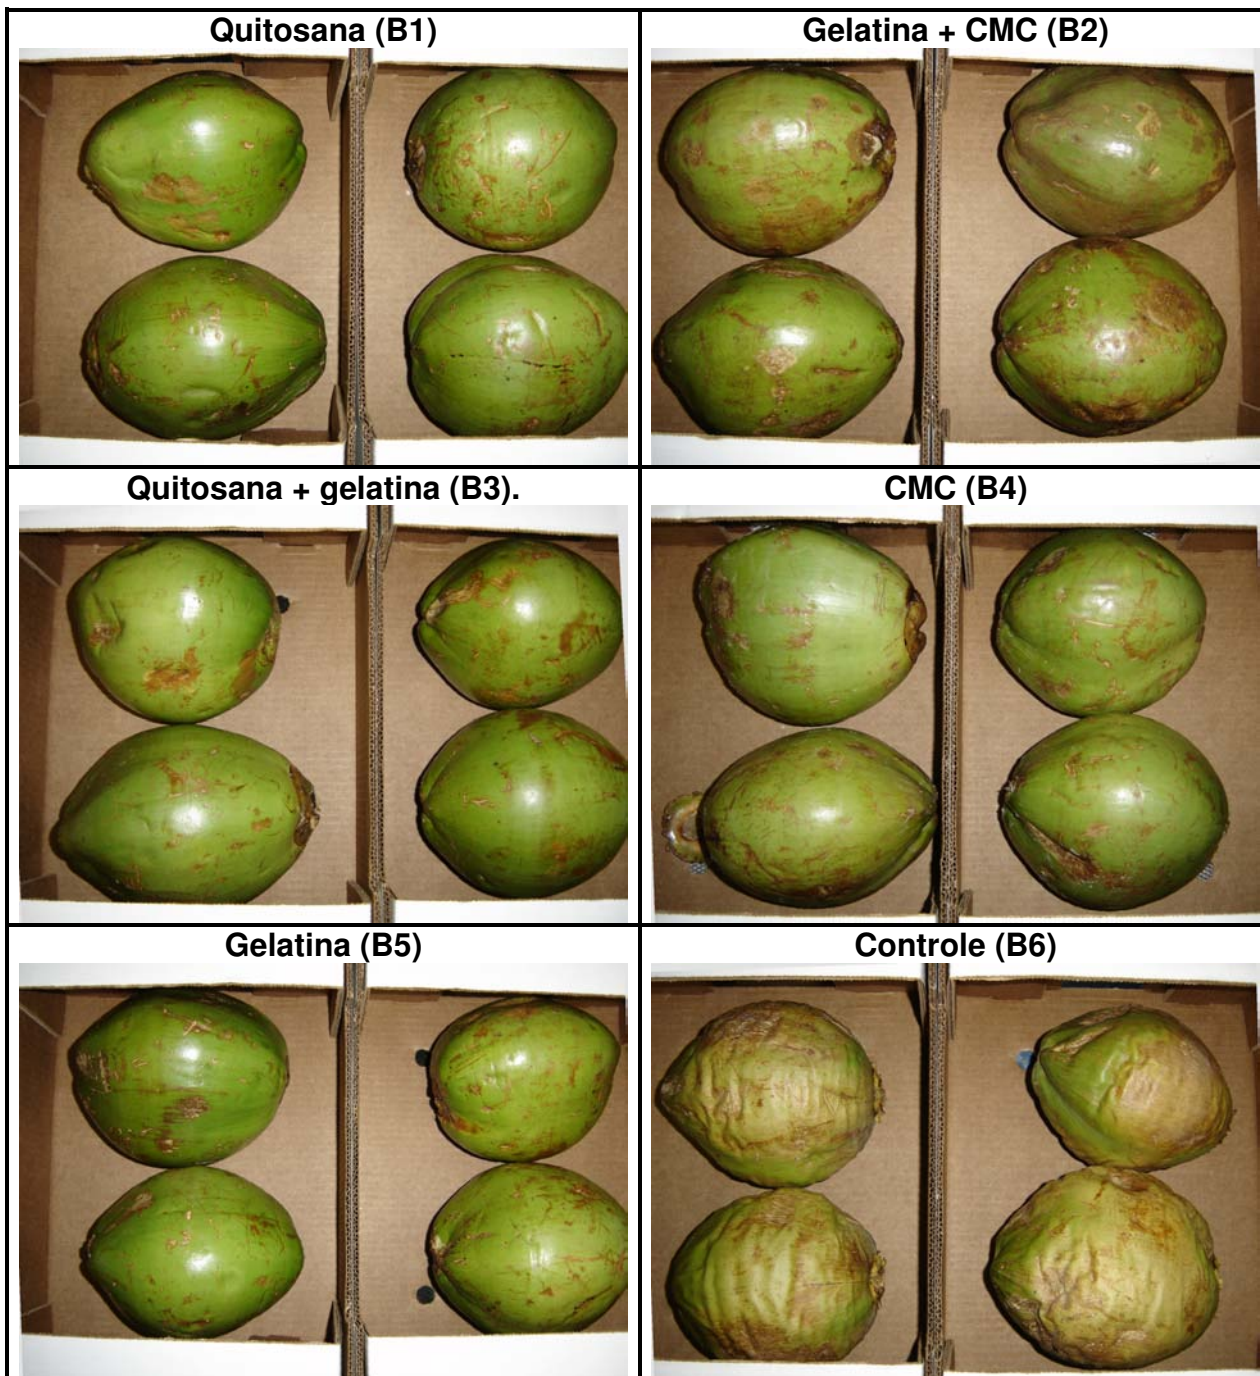 Quitosana (B1)
Gelatina + CMC (B2)
Quitosana + gelatina (B3).
CMC (B4)
Gelatina (B5)
Controle (B6)